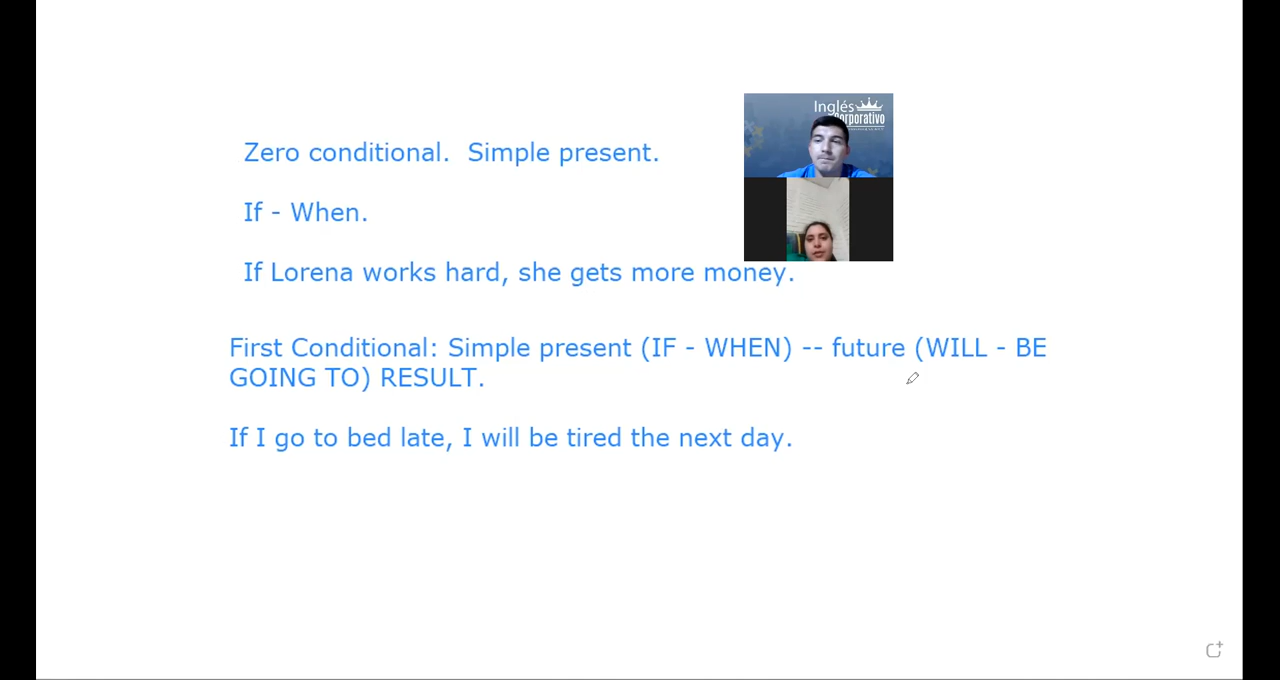 Inglés
Corporativo
Zero conditional.  Simple present.
If - When.
If Lorena works hard, she gets more money.
First Conditional: Simple present (IF - WHEN) -- future (WILL - BE
GOING TO) RESULT.
If I go to bed late, I will be tired the next day.